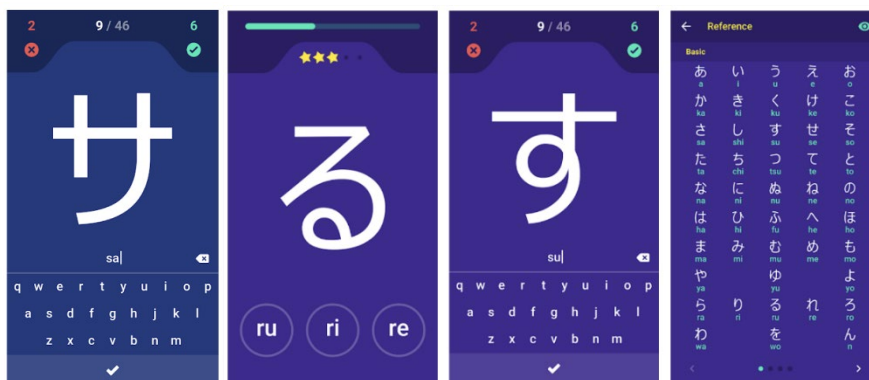 2 9 / 46 6
サ
sa
q w e r t y u i o p
a s d f g h j k l
z x c v b n m
る
ru ri re
2 9 / 46 6
す
su
q w e r t y u i o p
a s d f g h j k l
z x c v b n m
Reference
Basic
あ い う え お
a i u e o
か き く け こ
ka ki ku ke ko
さ し す せ そ
sa shi su se so
た ち つ て と
ta chi tsu te to
な に ぬ ね の
na ni nu ne no
は ひ ふ へ ほ
ha hi fu he ho
ま み む め も
ma mi mu me mo
や ゆ よ
ya yu yo
ら り る れ ろ
ra ri ru re ro
わ を ん
wa wo n